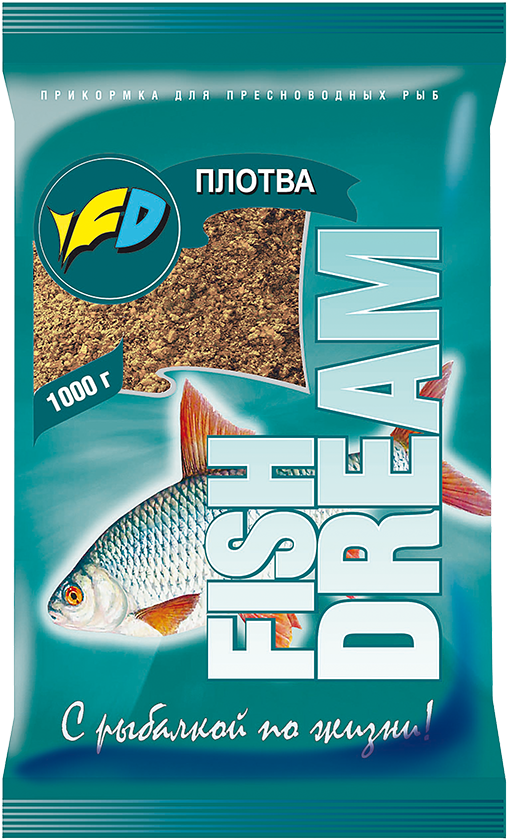 ПРИКОРМКА ДЛЯ ПРЕСНОВОДНЫХ РЫБ
FD
ПЛОТВА
1000 г
FISH
DREAM
С рыбалкой по жизни!